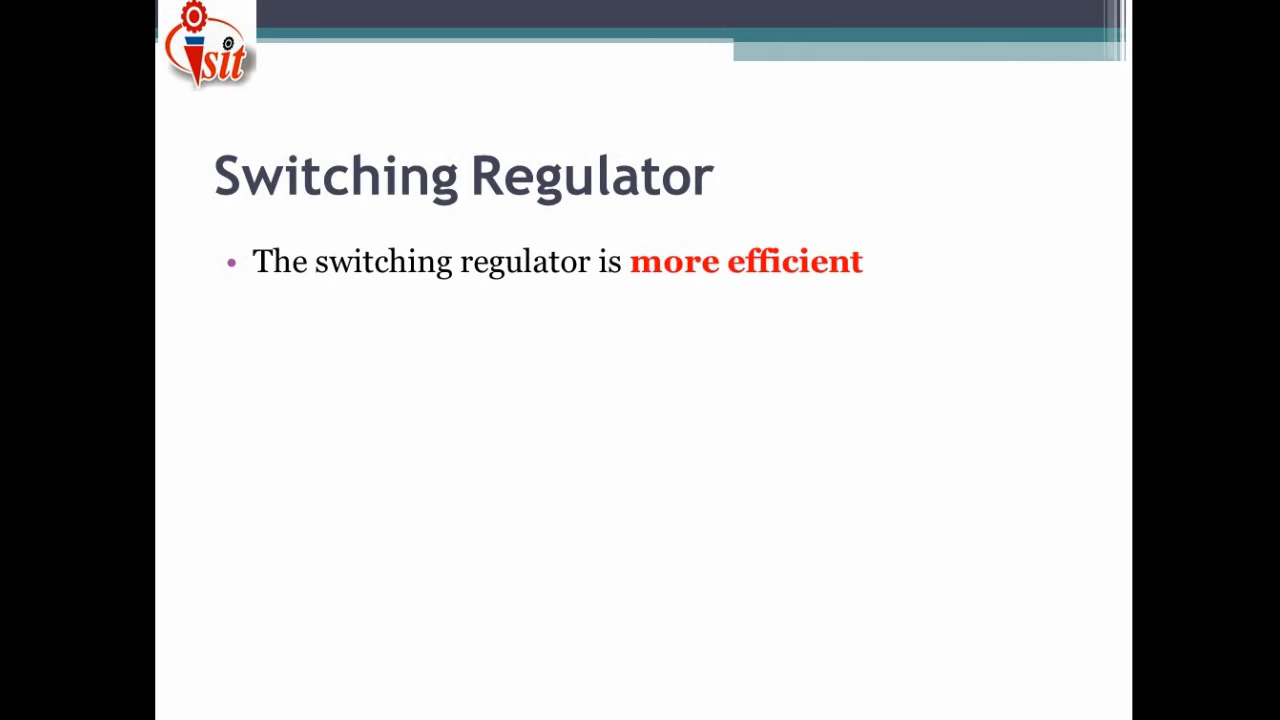 sit
Switching Regulator
• The switching regulator is more efficient